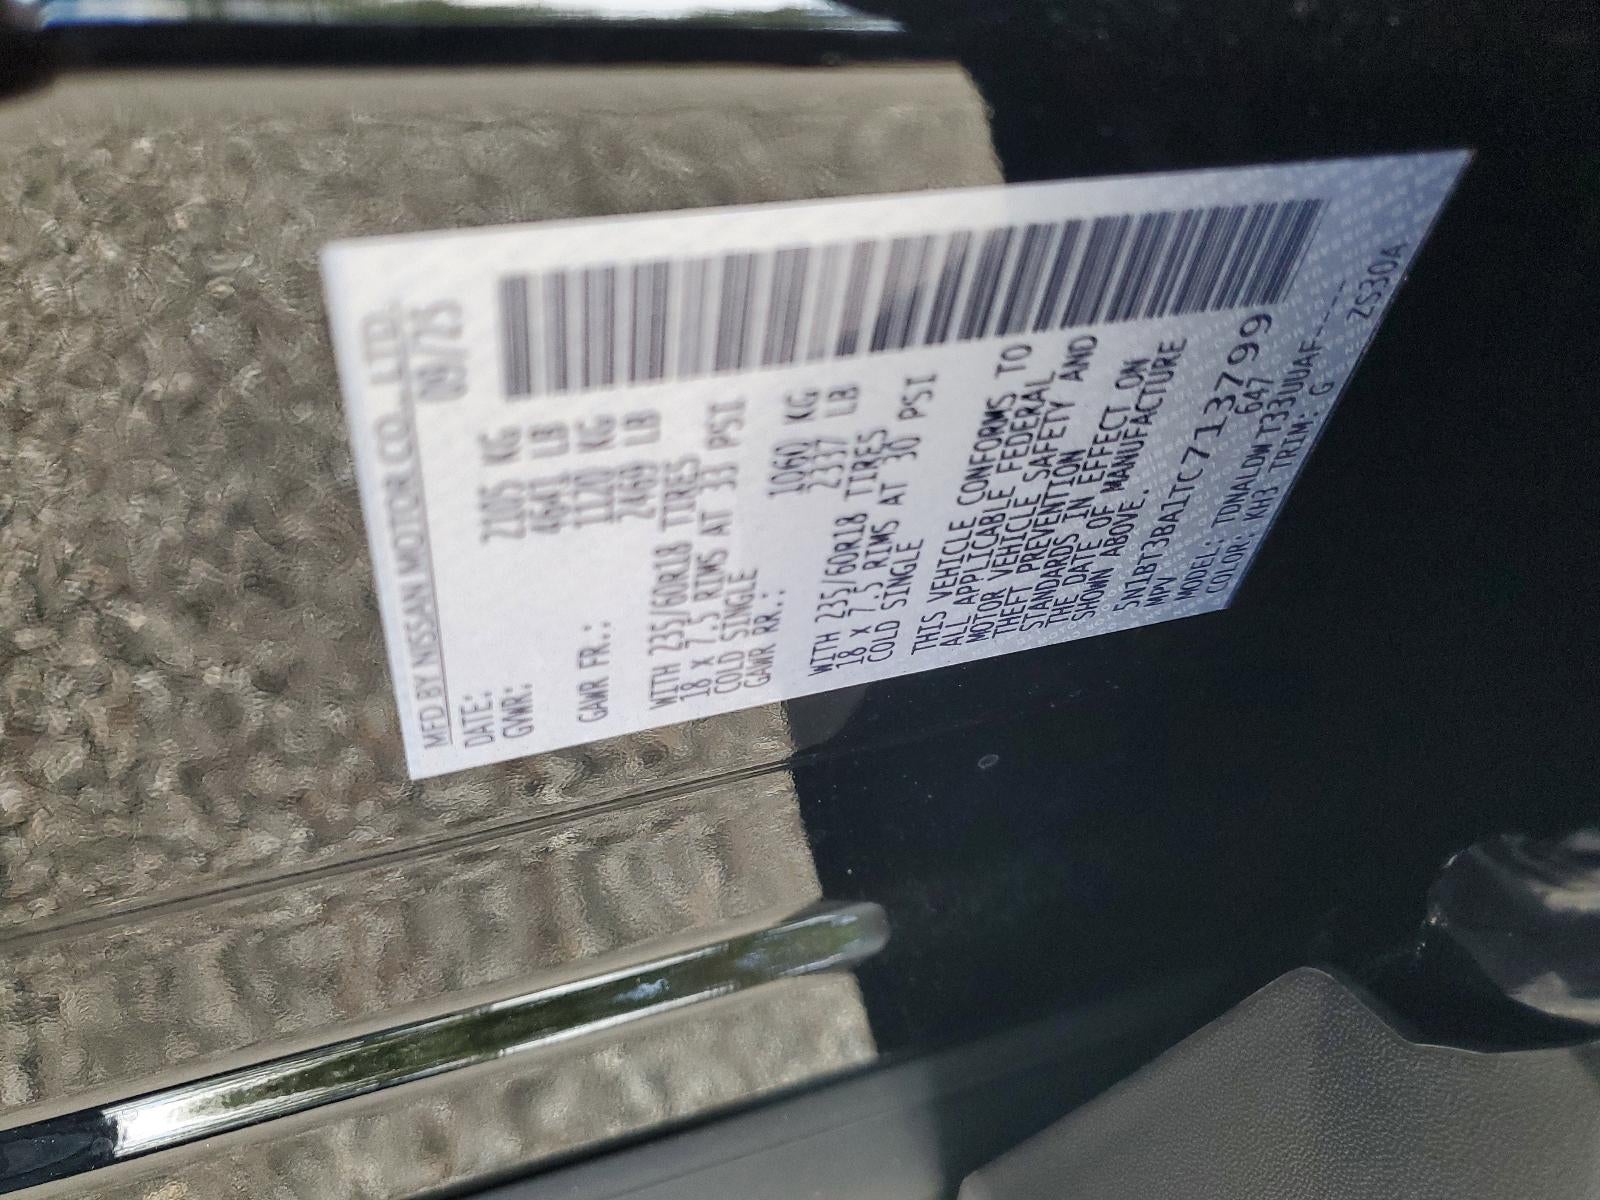 MFD BY NISSAN MOTOR CO., LTD.
DATE: 09/25
GVWR: 2105 KG
4641 LB
GAWR FR.: 1120 KG
2469 LB
WITH 235/60R18 TIRES
18 X 7.5 RIMS AT 33 PSI
COLD SINGLE
GAWR RR.: 1060 KG
2337 LB
WITH 235/60R18 TIRES
18 X 7.5 RIMS AT 30 PSI
COLD SINGLE
THIS VEHICLE CONFORMS TO
ALL APPLICABLE FEDERAL
MOTOR VEHICLE SAFETY AND
THEFT PREVENTION
STANDARDS IN EFFECT ON
THE DATE OF MANUFACTURE
SHOWN ABOVE.
5N1BT3BA1TC713799
MPV 647
MODEL: TDNALDWT33UUAF-----
COLOR: KH3 TRIM: G ZS30A